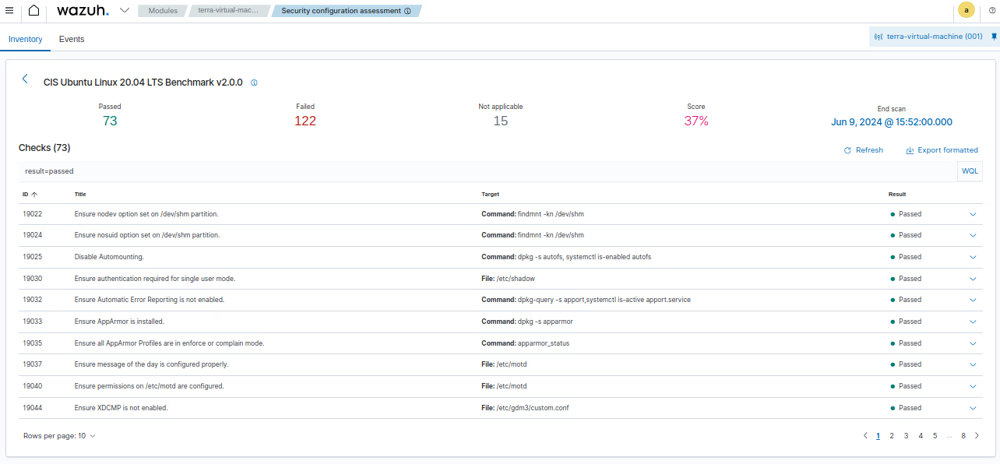 wazuh. Modules terra-virtual-mac... Security configuration assessment a
Inventory Events terra-virtual-machine (001)
CIS Ubuntu Linux 20.04 LTS Benchmark v2.0.0
Passed Failed Not applicable Score End scan
73 122 15 37% Jun 9, 2024 @ 15:52:00.000
Checks (73) Refresh Export formatted
result=passed WQL
ID Title Target Result
19022 Ensure nodev option set on /dev/shm partition. Command: findmnt -kn /dev/shm Passed
19024 Ensure nosuid option set on /dev/shm partition. Command: findmnt -kn /dev/shm Passed
19025 Disable Automounting. Command: dpkg -s autofs, systemctl is-enabled autofs Passed
19030 Ensure authentication required for single user mode. File: /etc/shadow Passed
19032 Ensure Automatic Error Reporting is not enabled. Command: dpkg-query -s apport,systemctl is-active apport.service Passed
19033 Ensure AppArmor is installed. Command: dpkg -s apparmor Passed
19035 Ensure all AppArmor Profiles are in enforce or complain mode. Command: apparmor_status Passed
19037 Ensure message of the day is configured properly. File: /etc/motd Passed
19040 Ensure permissions on /etc/motd are configured. File: /etc/motd Passed
19044 Ensure XDCMP is not enabled. File: /etc/gdm3/custom.conf Passed
Rows per page: 10 1 2 3 4 5 ... 8